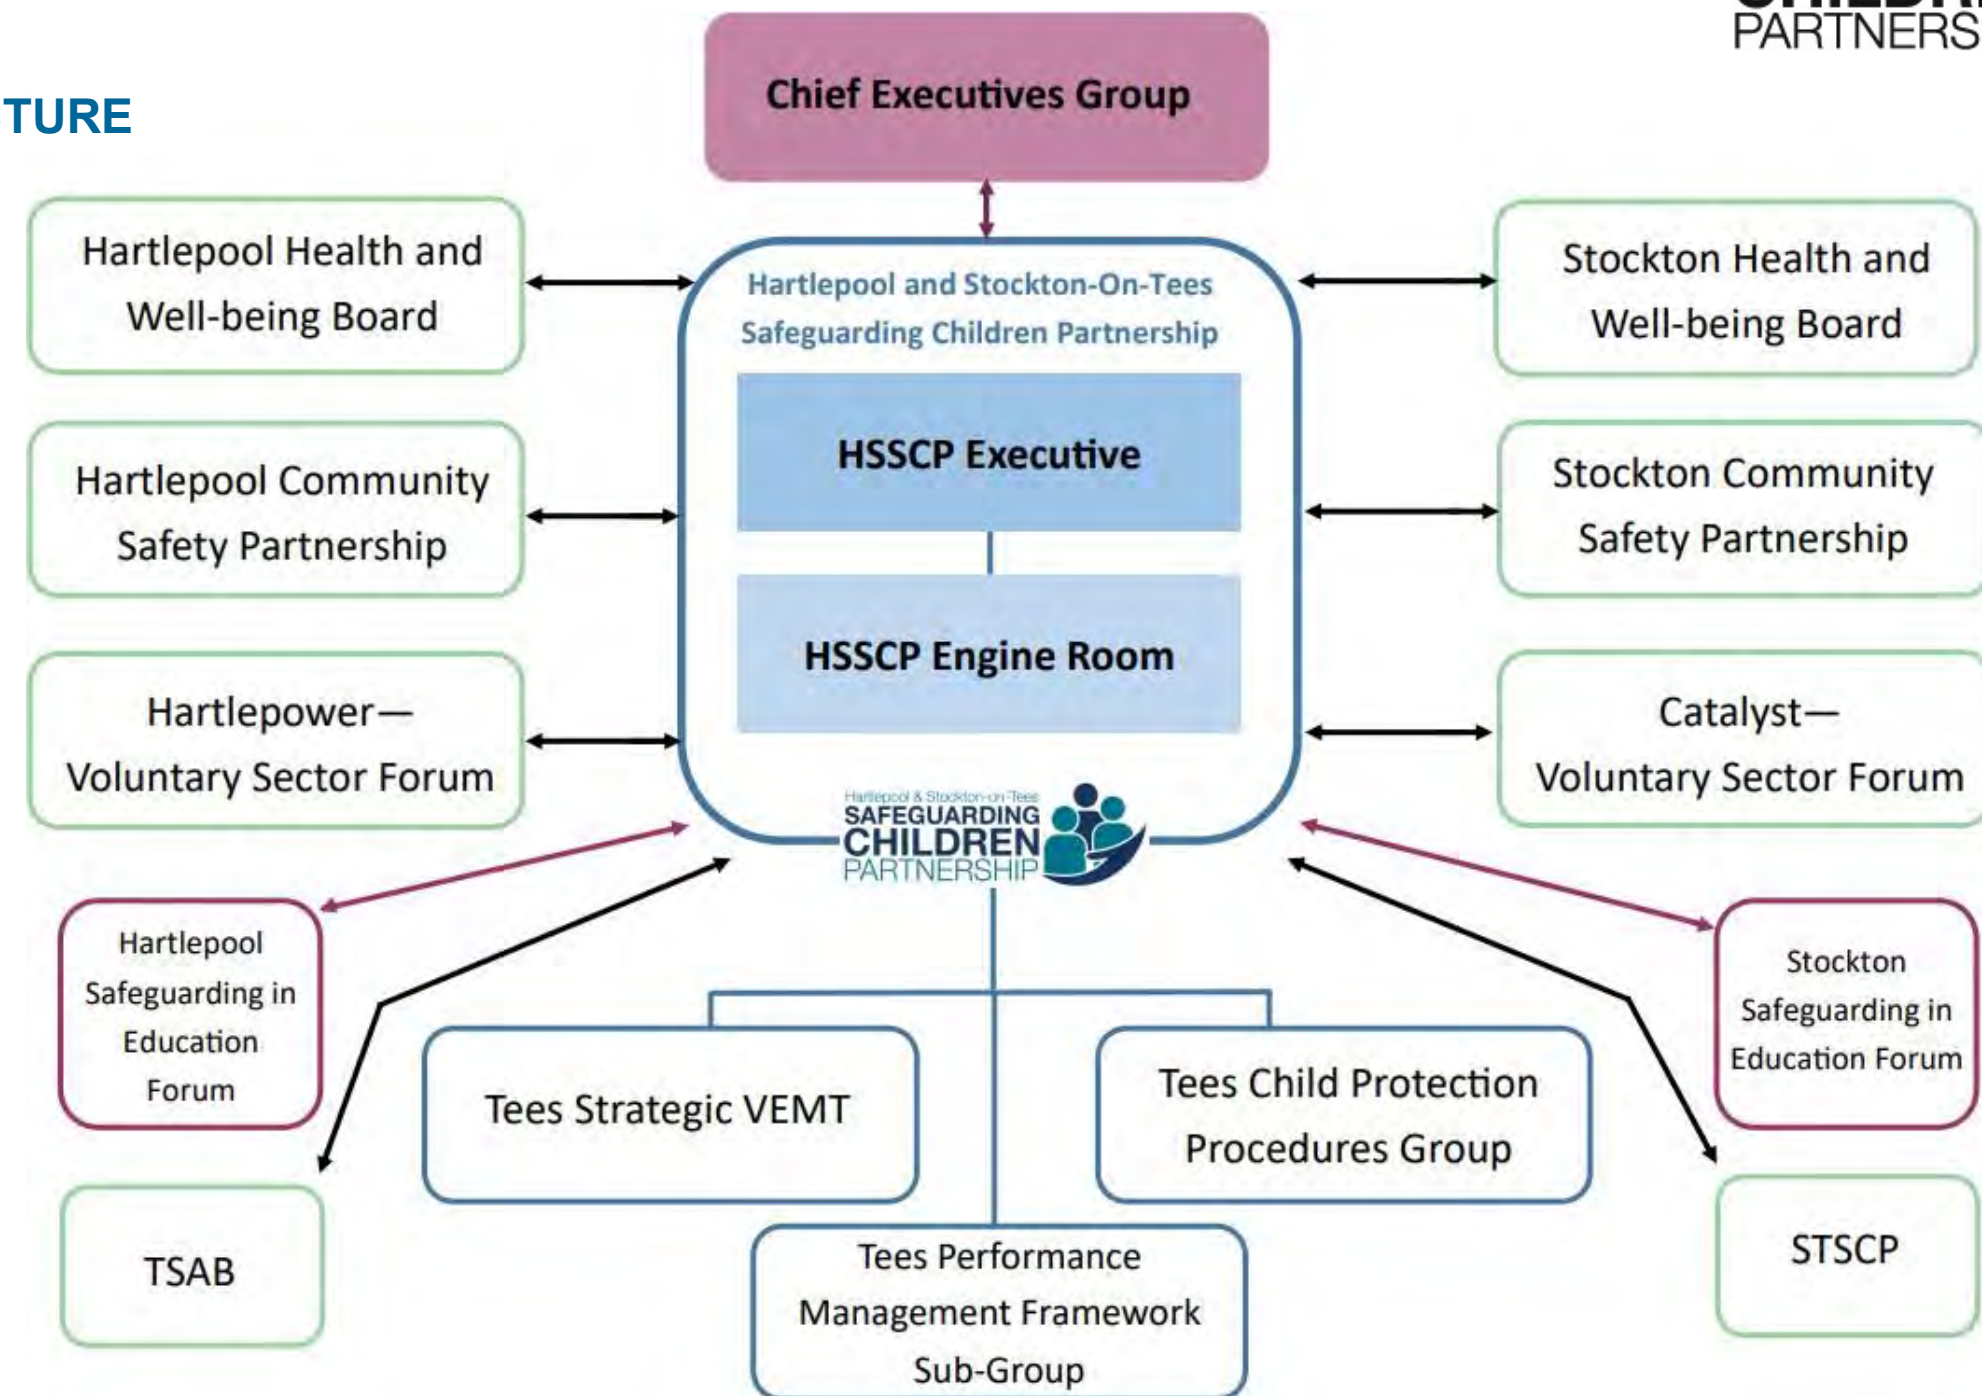 PARTNERS
TURE
Chief Executives Group
Hartlepool Health and
Well-being Board
Hartlepool and Stockton-On-Tees
Safeguarding Children Partnership
Stockton Health and
Well-being Board
HSSCP Executive
Hartlepool Community
Safety Partnership
Stockton Community
Safety Partnership
HSSCP Engine Room
Hartlepower—
Voluntary Sector Forum
Catalyst—
Voluntary Sector Forum
Hartlepool & Stockton-on-Tees
SAFEGUARDING
CHILDREN
PARTNERSHIP
Hartlepool
Safeguarding in
Education
Forum
Stockton
Safeguarding in
Education Forum
Tees Strategic VEMT
Tees Child Protection
Procedures Group
TSAB
Tees Performance
Management Framework
Sub-Group
STSCP